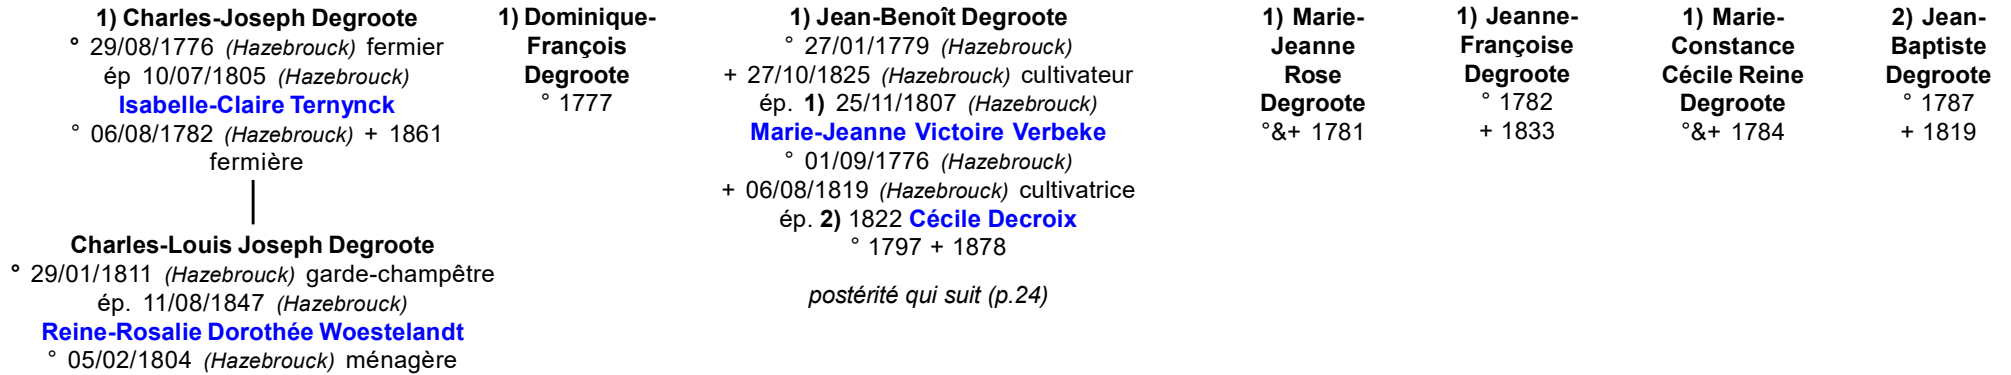 1) Charles-Joseph Degroote
° 29/08/1776 (Hazebrouck) fermier
ép 10/07/1805 (Hazebrouck)
Isabelle-Claire Ternynck
° 06/08/1782 (Hazebrouck) + 1861
fermière
Charles-Louis Joseph Degroote
° 29/01/1811 (Hazebrouck) garde-champêtre
ép. 11/08/1847 (Hazebrouck)
Reine-Rosalie Dorothée Woestelandt
° 05/02/1804 (Hazebrouck) ménagère
1) Dominique-
François
Degroote
° 1777
1) Jean-Benoît Degroote
° 27/01/1779 (Hazebrouck)
+ 27/10/1825 (Hazebrouck) cultivateur
ép. 1) 25/11/1807 (Hazebrouck)
Marie-Jeanne Victoire Verbeke
° 01/09/1776 (Hazebrouck)
+ 06/08/1819 (Hazebrouck) cultivatrice
ép. 2) 1822 Cécile Decroix
° 1797 + 1878
postérité qui suit (p.24)
1) Marie-
Jeanne
Rose
Degroote
°&+ 1781
1) Jeanne-
Françoise
Degroote
° 1782
+ 1833
1) Marie-
Constance
Cécile Reine
Degroote
°&+ 1784
2) Jean-
Baptiste
Degroote
° 1787
+ 1819